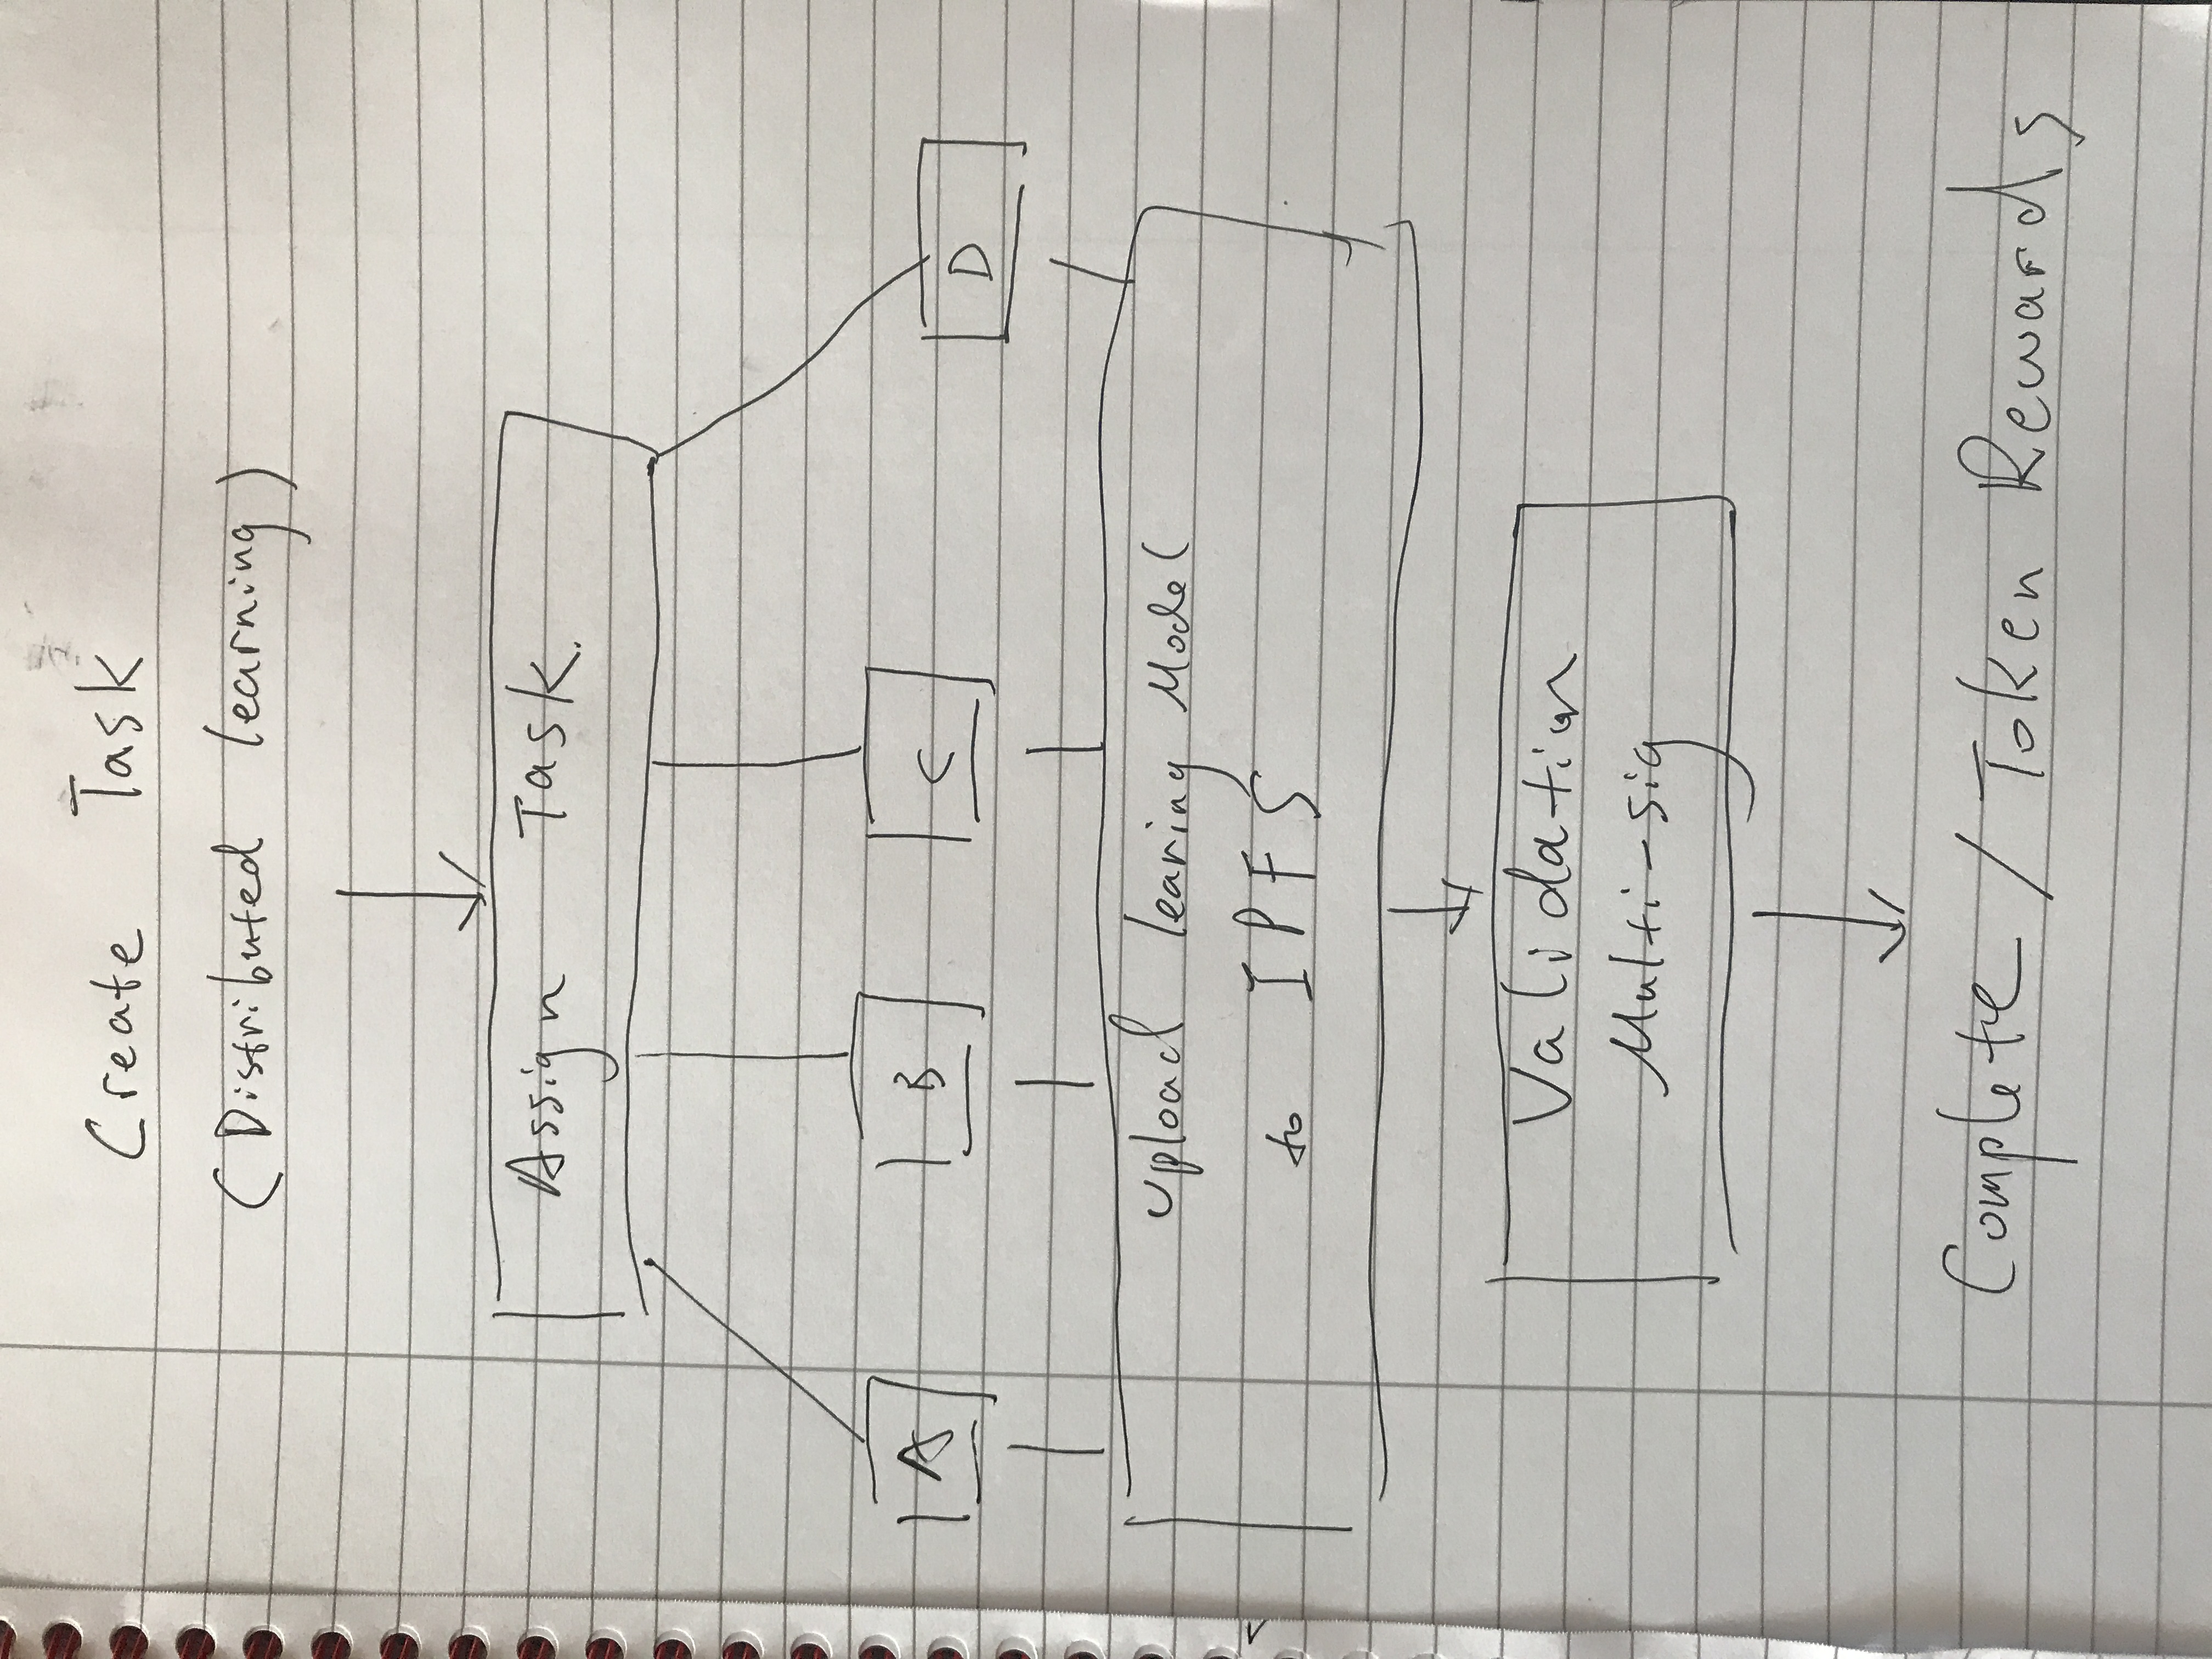 Create Task
(Distributed learning)
Assign Task.
A B C D
Upload learing Model
to IPFS
Validation
Multi-sig
Complete / Token Rewards